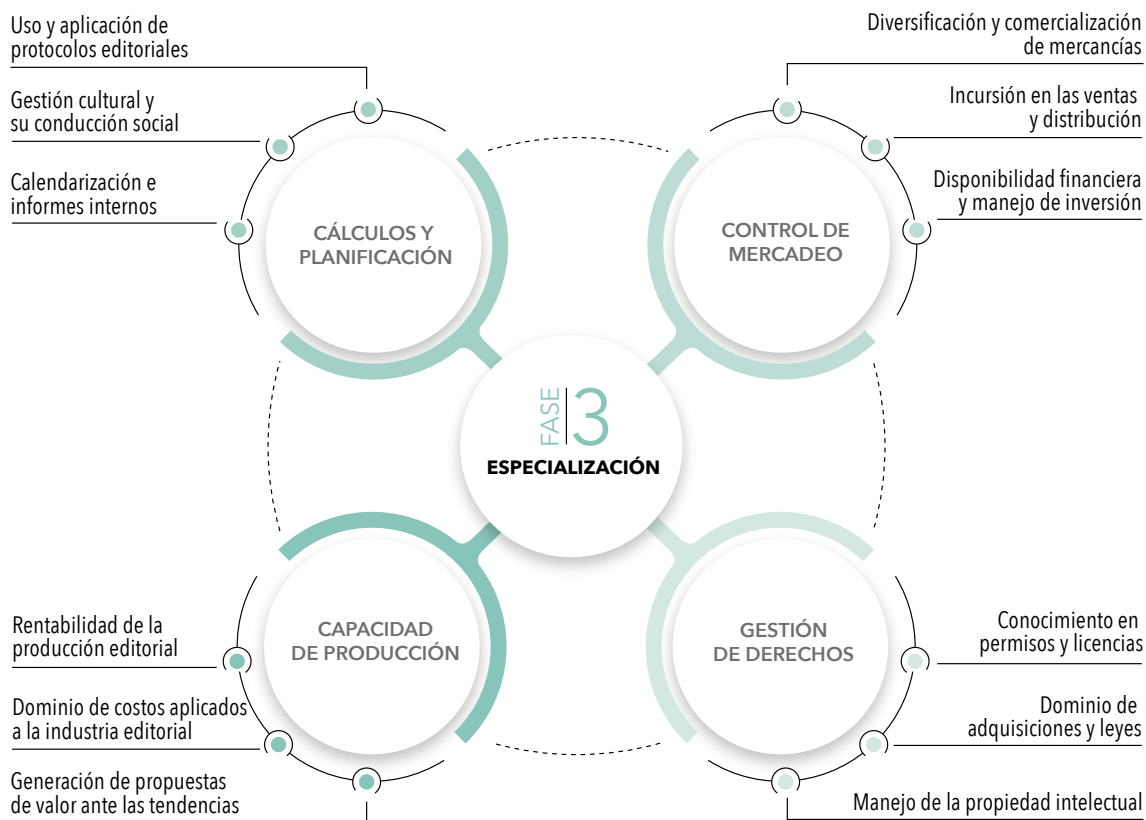 Uso y aplicación de
protocolos editoriales
Gestión cultural y
su conducción social
Calendarización e
informes internos
CÁLCULOS Y
PLANIFICACIÓN
Diversificación y comercialización
de mercancías
Incursión en las ventas
y distribución
Disponibilidad financiera
y manejo de inversión
CONTROL DE
MERCADEO
FASE 3
ESPECIALIZACIÓN
CAPACIDAD
DE PRODUCCIÓN
Rentabilidad de la
producción editorial
Dominio de costos aplicados
a la industria editorial
Generación de propuestas
de valor ante las tendencias
GESTIÓN
DE DERECHOS
Conocimiento en
permisos y licencias
Dominio de
adquisiciones y leyes
Manejo de la propiedad intelectual